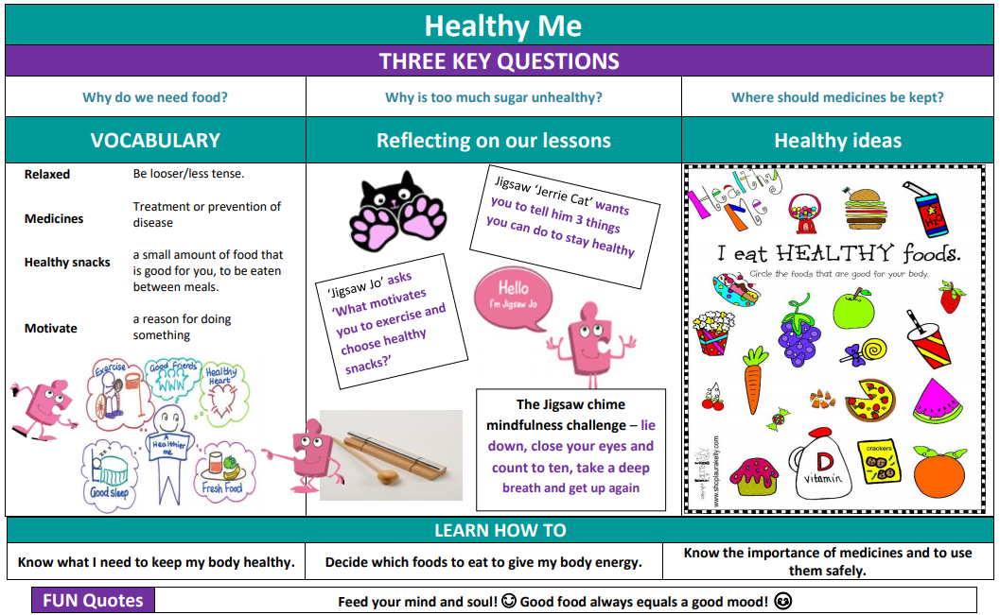 Healthy Me
THREE KEY QUESTIONS
Why do we need food?
Why is too much sugar unhealthy?
Where should medicines be kept?
VOCABULARY
Reflecting on our lessons
Healthy ideas
Relaxed
Be looser/less tense.
Medicines
Treatment or prevention of
disease
Healthy snacks
a small amount of food that
is good for you, to be eaten
between meals.
Motivate
a reason for doing
something
Exercise
Good Friends
Healthy
Heart
A
Healthier
me
Good sleep
Fresh Food
Jigsaw ‘Jerrie Cat’ wants
you to tell him 3 things
you can do to stay healthy
‘Jigsaw Jo’ asks
‘What motivates
you to exercise and
choose healthy
snacks?’
Hello
I'm Jigsaw Jo
The Jigsaw chime
mindfulness challenge – lie
down, close your eyes and
count to ten, take a deep
breath and get up again
Healthy
Me
I eat HEALTHY foods.
Circle the foods that are good for your body.
crackers
D
vitamin
www.shoplaurakelly.com
LEARN HOW TO
Know what I need to keep my body healthy.
Decide which foods to eat to give my body energy.
Know the importance of medicines and to use
them safely.
FUN Quotes
Feed your mind and soul! 😊 Good food always equals a good mood! 😄